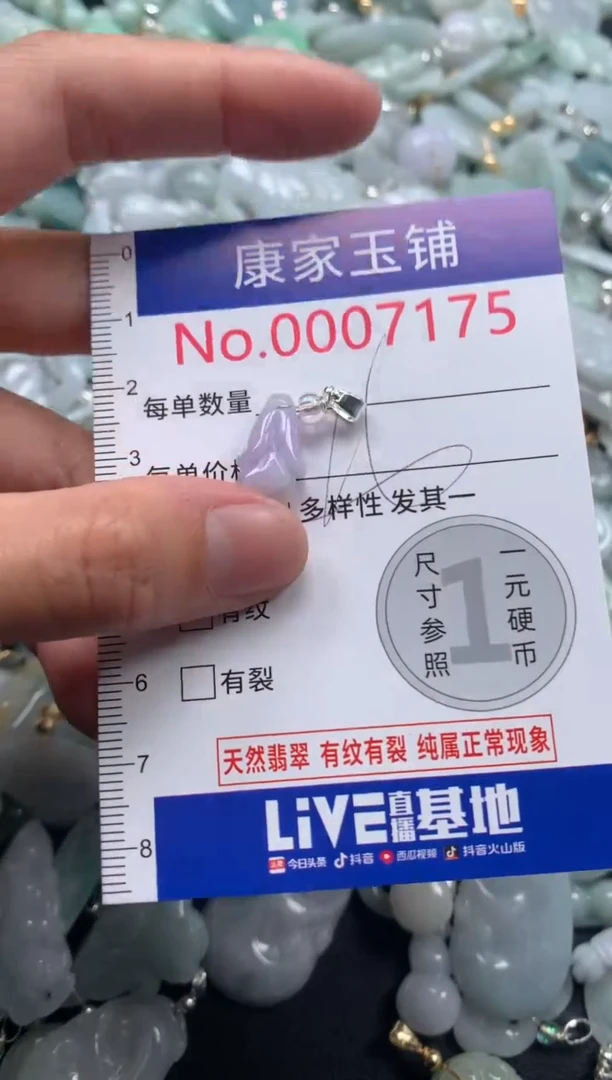 康家玉铺
No.0007175
0
1
2
3
6
7
8
每单数量
每单价格
多样性 发其一
有纹
有裂
1
一元硬币
尺寸参照
天然翡翠 有纹有裂 纯属正常现象
LiVE直播基地
今日头条 抖音 西瓜视频 抖音火山版